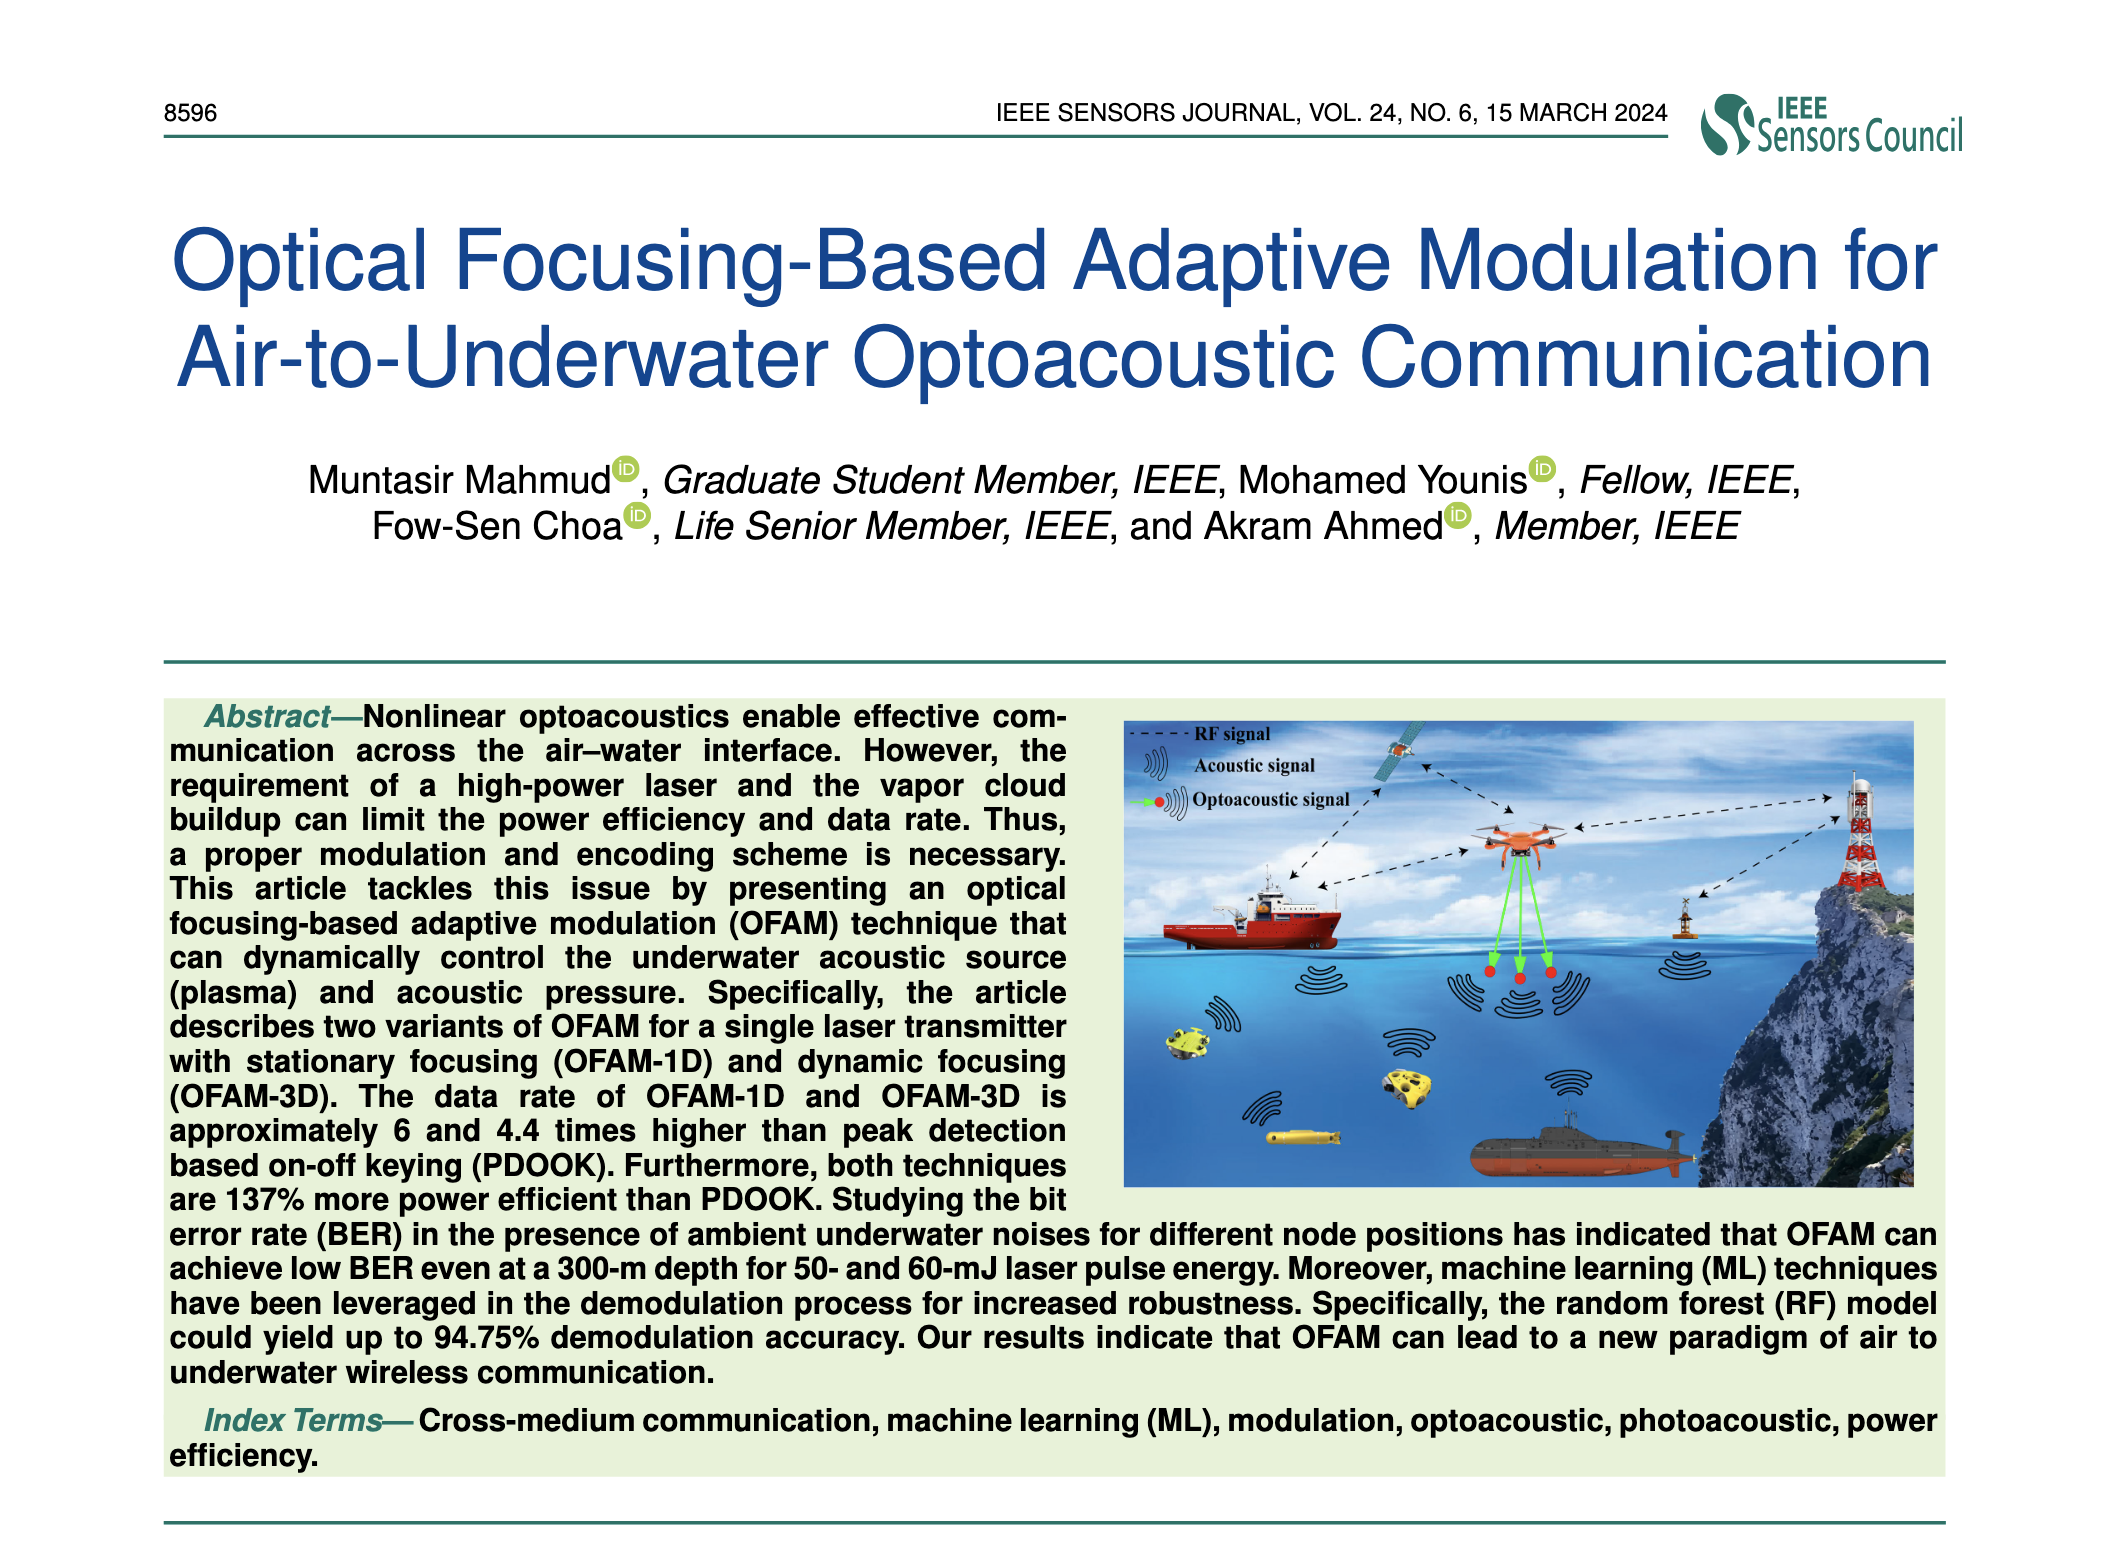 8596
IEEE SENSORS JOURNAL, VOL. 24, NO. 6, 15 MARCH 2024
IEEE
Sensors Council
Optical Focusing-Based Adaptive Modulation for
Air-to-Underwater Optoacoustic Communication
Muntasir Mahmud iD, Graduate Student Member, IEEE, Mohamed Younis iD, Fellow, IEEE,
Fow-Sen Choa iD, Life Senior Member, IEEE, and Akram Ahmed iD, Member, IEEE
Abstract—Nonlinear optoacoustics enable effective com-
munication across the air–water interface. However, the
requirement of a high-power laser and the vapor cloud
buildup can limit the power efficiency and data rate. Thus,
a proper modulation and encoding scheme is necessary.
This article tackles this issue by presenting an optical
focusing-based adaptive modulation (OFAM) technique that
can dynamically control the underwater acoustic source
(plasma) and acoustic pressure. Specifically, the article
describes two variants of OFAM for a single laser transmitter
with stationary focusing (OFAM-1D) and dynamic focusing
(OFAM-3D). The data rate of OFAM-1D and OFAM-3D is
approximately 6 and 4.4 times higher than peak detection
based on-off keying (PDOOK). Furthermore, both techniques
are 137% more power efficient than PDOOK. Studying the bit
error rate (BER) in the presence of ambient underwater noises for different node positions has indicated that OFAM can
achieve low BER even at a 300-m depth for 50- and 60-mJ laser pulse energy. Moreover, machine learning (ML) techniques
have been leveraged in the demodulation process for increased robustness. Specifically, the random forest (RF) model
could yield up to 94.75% demodulation accuracy. Our results indicate that OFAM can lead to a new paradigm of air to
underwater wireless communication.
RF signal
Acoustic signal
Optoacoustic signal
Index Terms— Cross-medium communication, machine learning (ML), modulation, optoacoustic, photoacoustic, power
efficiency.